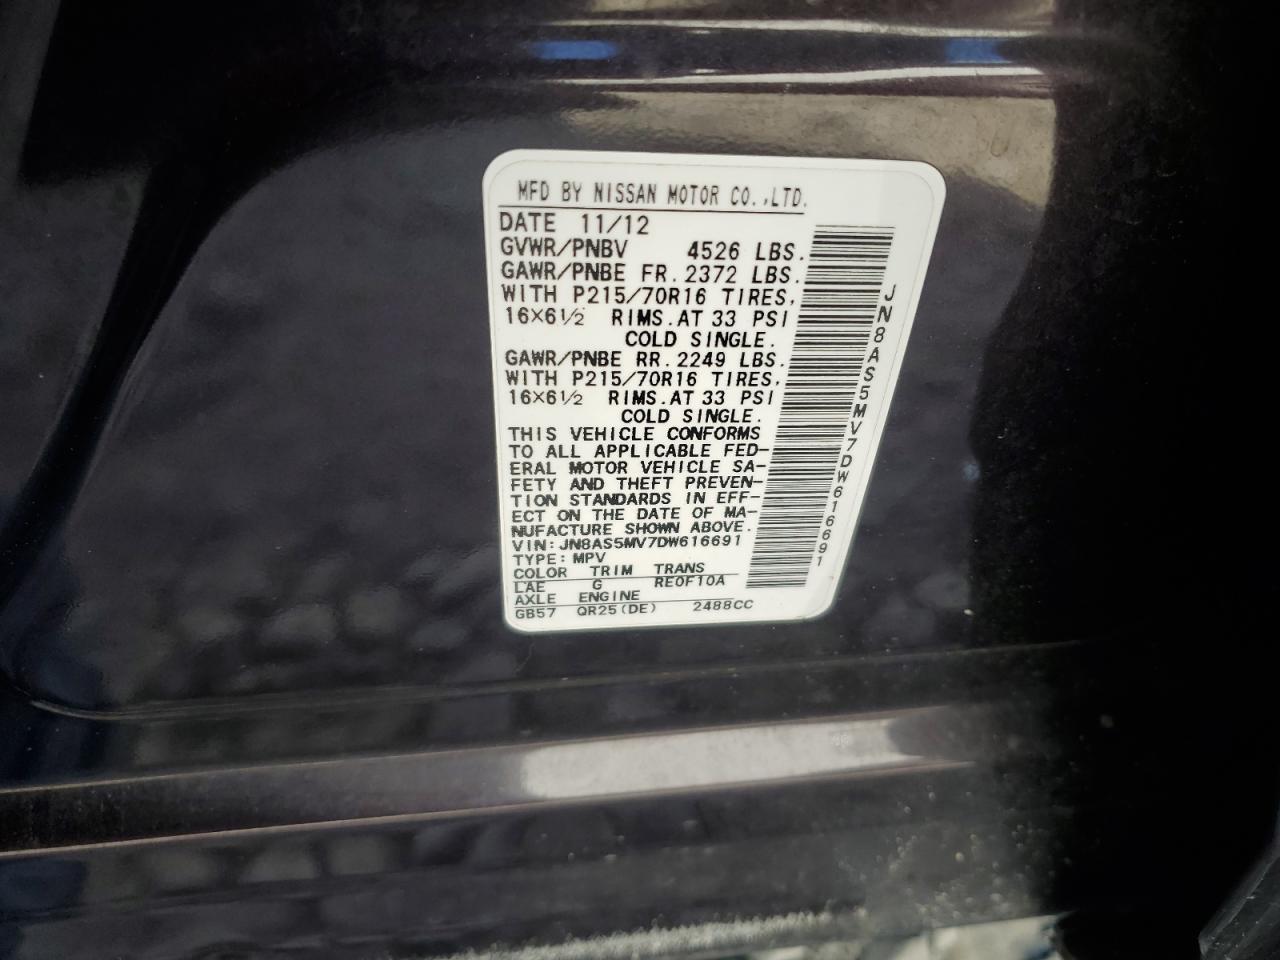 MFD BY NISSAN MOTOR CO.,LTD.
DATE 11/12
GVWR/PNBV 4526 LBS.
GAWR/PNBE FR. 2372 LBS.
WITH P215/70R16 TIRES,
16×6½ RIMS. AT 33 PSI
COLD SINGLE.
GAWR/PNBE RR. 2249 LBS.
WITH P215/70R16 TIRES,
16×6½ RIMS. AT 33 PSI
COLD SINGLE.
THIS VEHICLE CONFORMS
TO ALL APPLICABLE FED-
ERAL MOTOR VEHICLE SA-
FETY AND THEFT PREVEN-
TION STANDARDS IN EFF-
ECT ON THE DATE OF MA-
NUFACTURE SHOWN ABOVE.
VIN: JN8AS5MV7DW616691
TYPE: MPV
COLOR TRIM TRANS
LAE G RE0F10A
AXLE ENGINE
GB57 QR25(DE) 2488CC
JN8AS5MV7DW616691